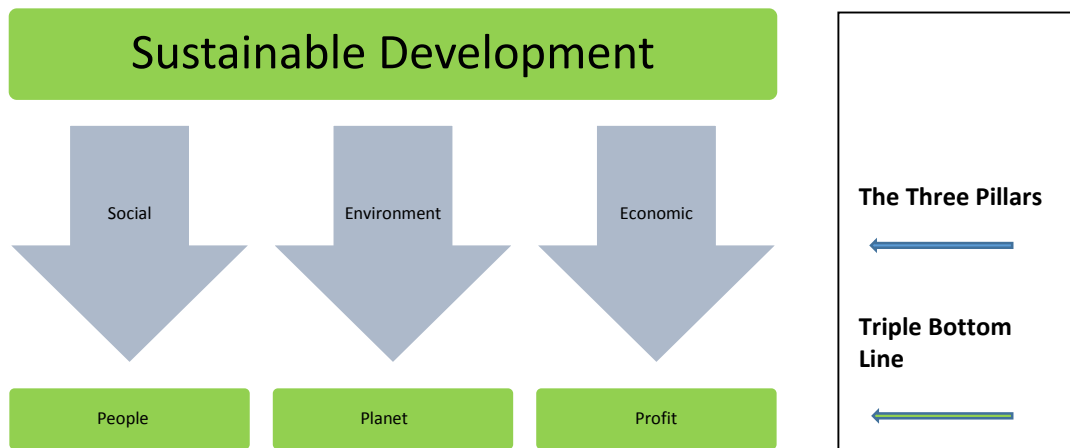 Sustainable Development
Social
Environment
Economic
The Three Pillars
Triple Bottom
Line
People
Planet
Profit